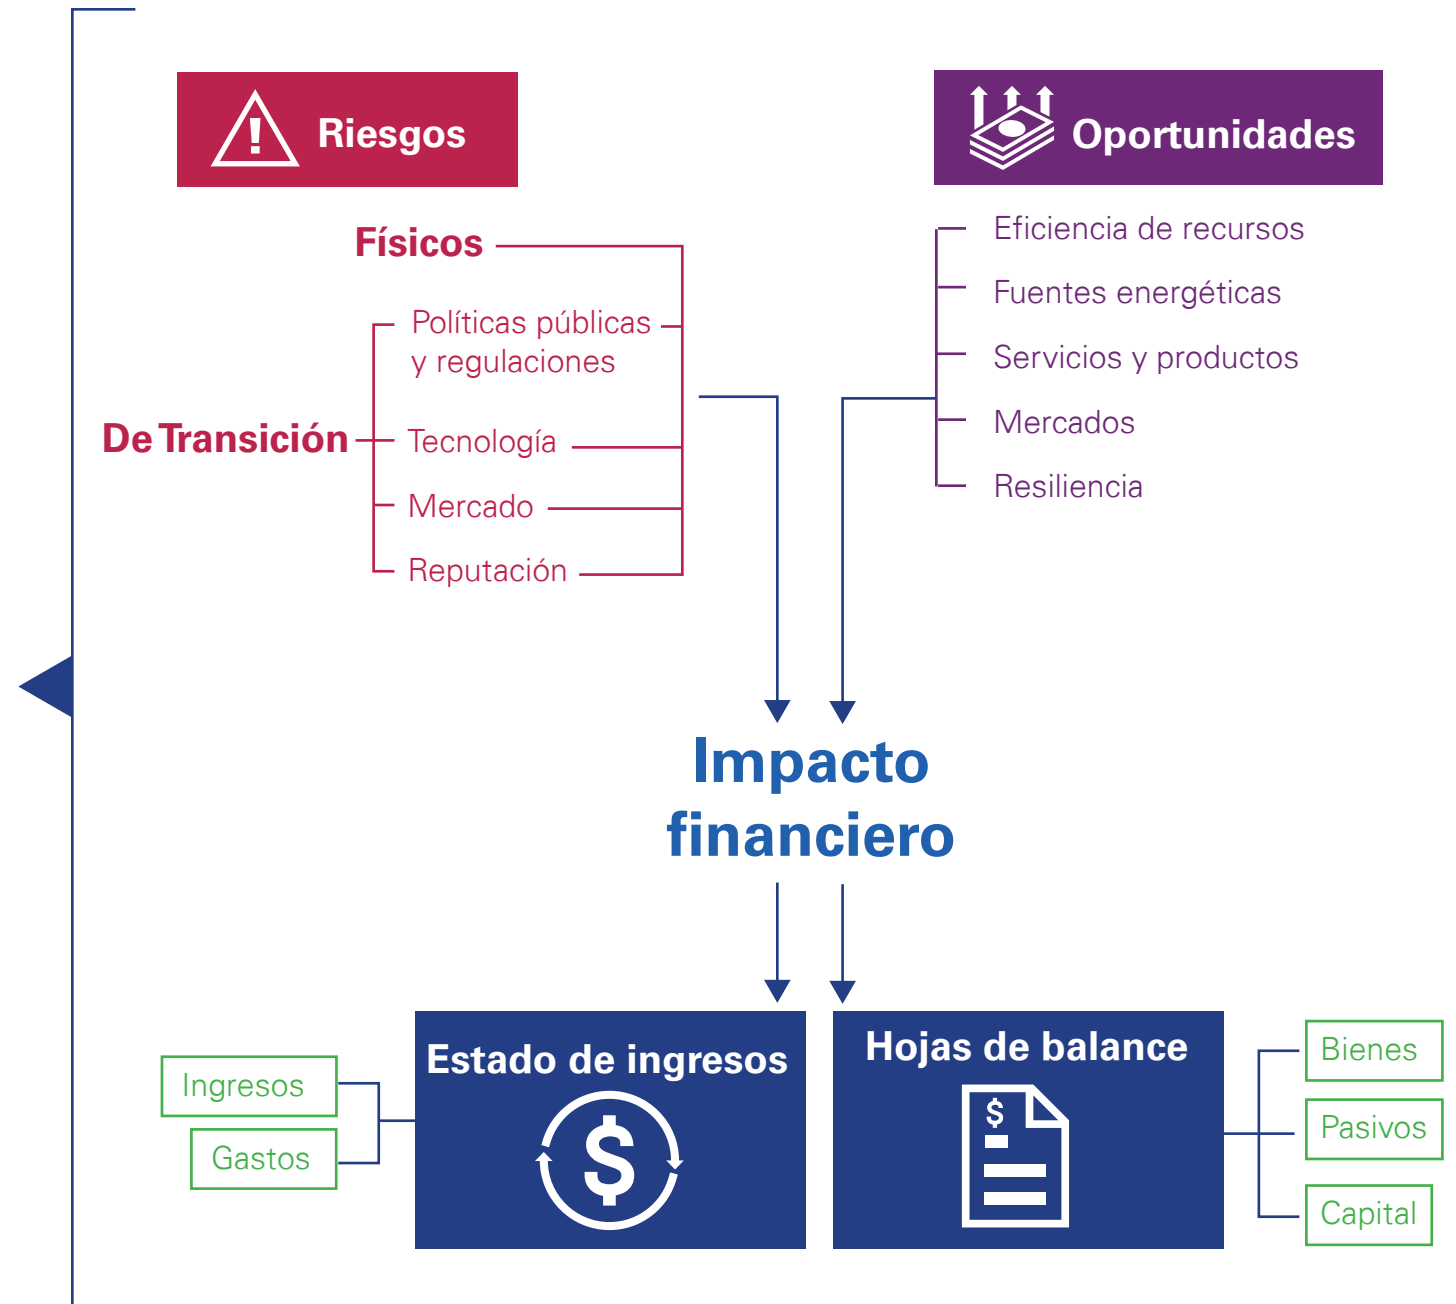 Riesgos
Físicos
De Transición
Políticas públicas
y regulaciones
Tecnología
Mercado
Reputación
Oportunidades
Eficiencia de recursos
Fuentes energéticas
Servicios y productos
Mercados
Resiliencia
Impacto
financiero
Estado de ingresos
$
Ingresos
Gastos
Hojas de balance
$
Bienes
Pasivos
Capital